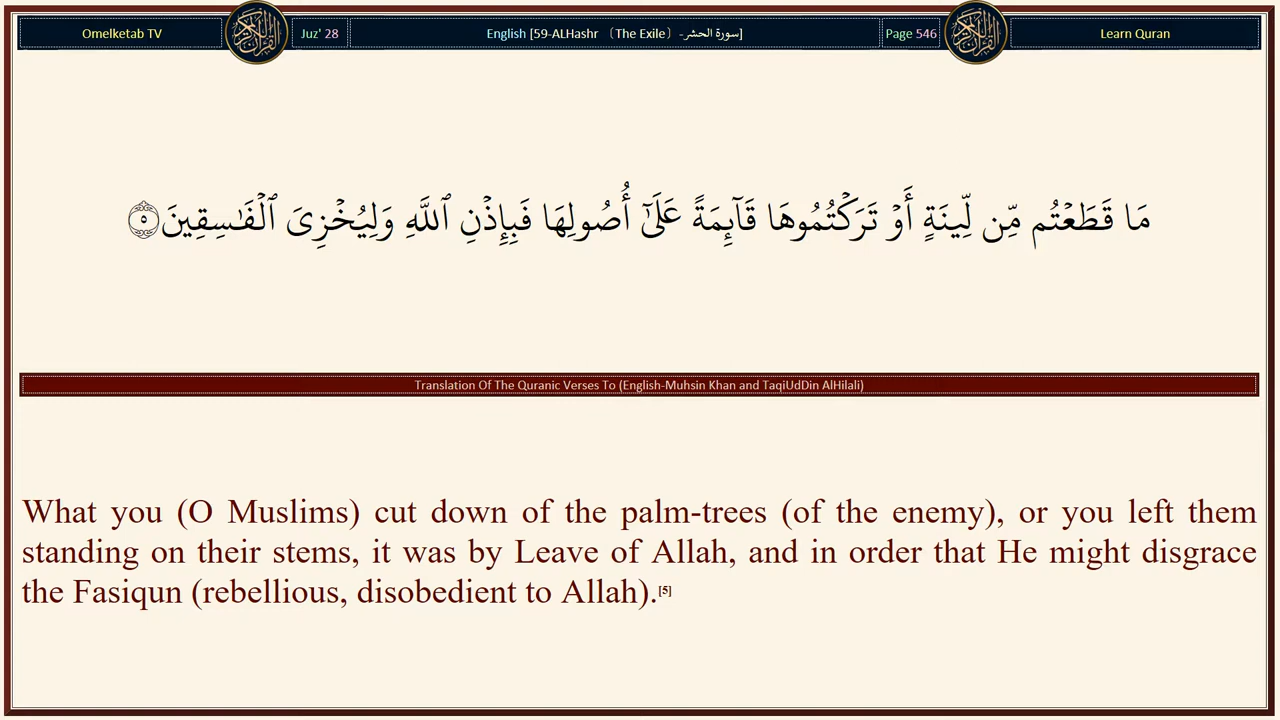 Omelketab TV
Juz' 28
English [59-ALHashr （The Exile）-سورة الحشر]
Page 546
Learn Quran
مَا قَطَعۡتُم مِّن لِّينَةٍ أَوۡ تَرَكۡتُمُوهَا قَآئِمَةً عَلَىٰٓ أُصُولِهَا فَبِإِذۡنِ ٱللَّهِ وَلِيُخۡزِىَ ٱلۡفَـٰسِقِينَ ٥
Translation Of The Quranic Verses To (English-Muhsin Khan and TaqiUdDin AlHilali)
What you (O Muslims) cut down of the palm-trees (of the enemy), or you left them
standing on their stems, it was by Leave of Allah, and in order that He might disgrace
the Fasiqun (rebellious, disobedient to Allah).[5]